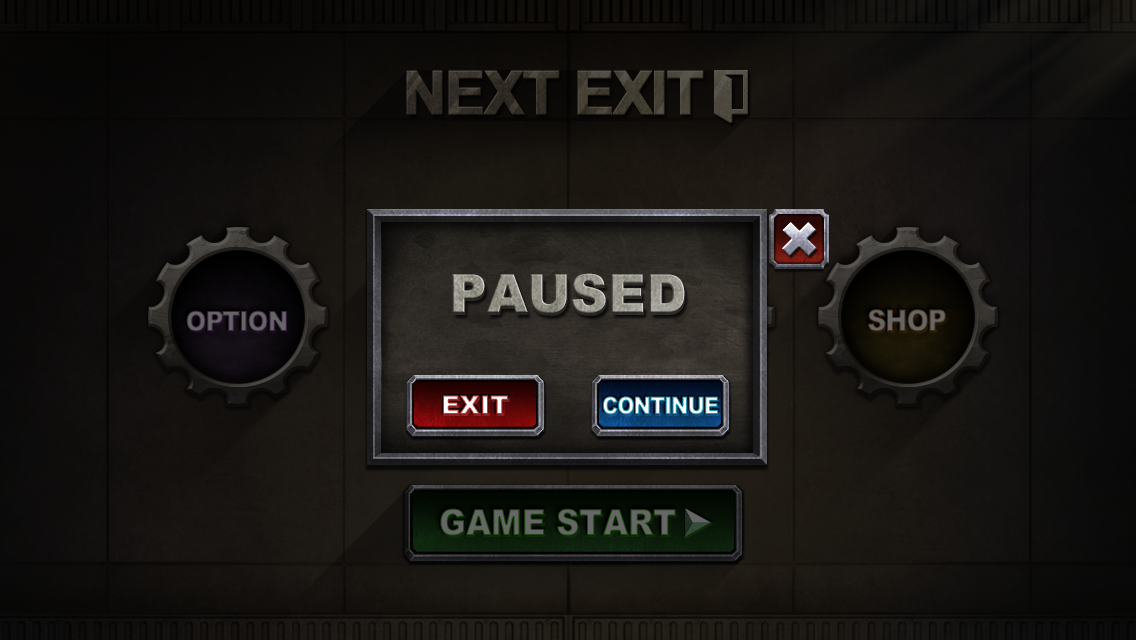 NEXT EXIT
PAUSED
OPTION
SHOP
EXIT
CONTINUE
GAME START